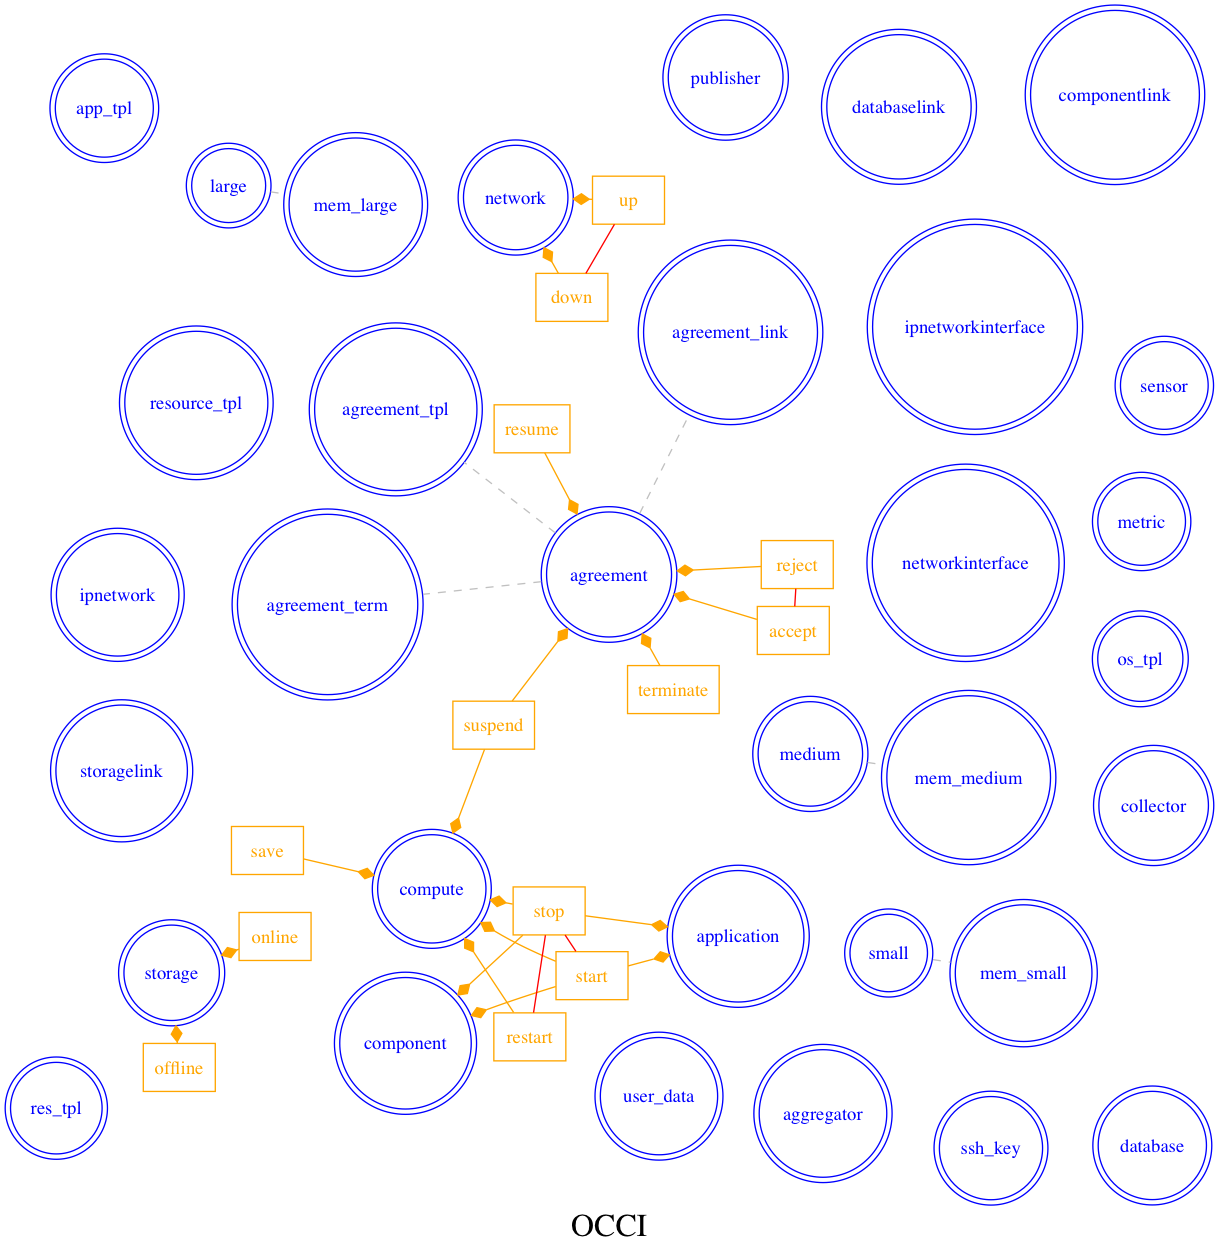 publisher
componentlink
databaselink
app_tpl
large
mem_large
network
up
down
agreement_link
ipnetworkinterface
sensor
resource_tpl
agreement_tpl
resume
metric
networkinterface
reject
agreement
ipnetwork
agreement_term
accept
os_tpl
terminate
suspend
medium
storagelink
mem_medium
collector
save
compute
stop
online
application
small
storage
start
mem_small
restart
component
offline
user_data
res_tpl
aggregator
ssh_key
database
OCCI